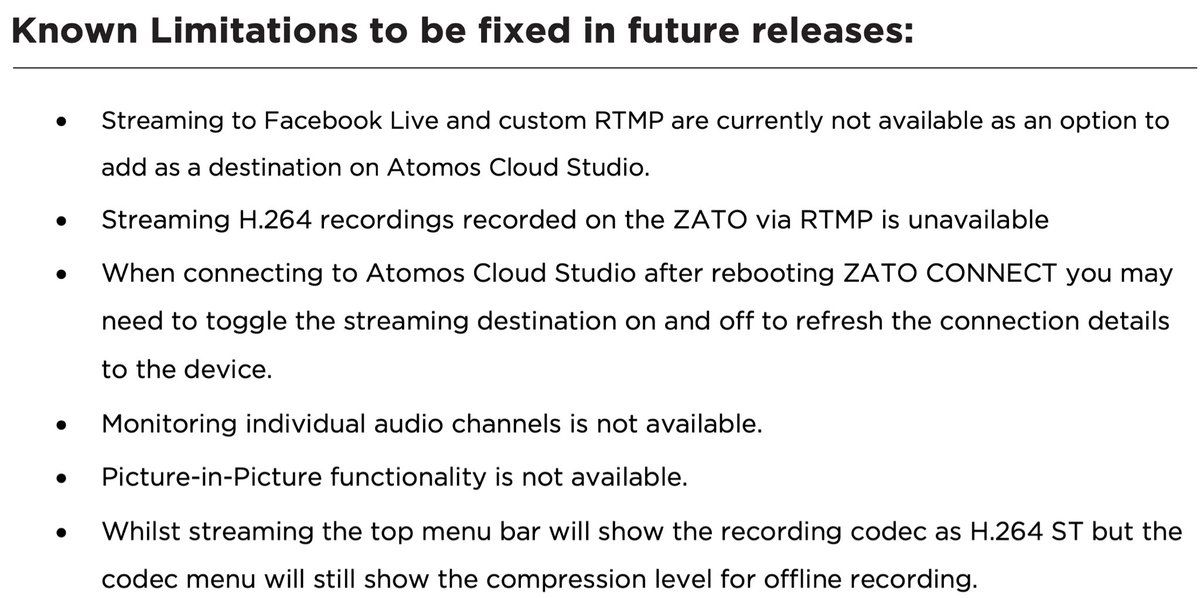 Known Limitations to be fixed in future releases:
• Streaming to Facebook Live and custom RTMP are currently not available as an option to
add as a destination on Atomos Cloud Studio.
• Streaming H.264 recordings recorded on the ZATO via RTMP is unavailable
• When connecting to Atomos Cloud Studio after rebooting ZATO CONNECT you may
need to toggle the streaming destination on and off to refresh the connection details
to the device.
• Monitoring individual audio channels is not available.
• Picture-in-Picture functionality is not available.
• Whilst streaming the top menu bar will show the recording codec as H.264 ST but the
codec menu will still show the compression level for offline recording.